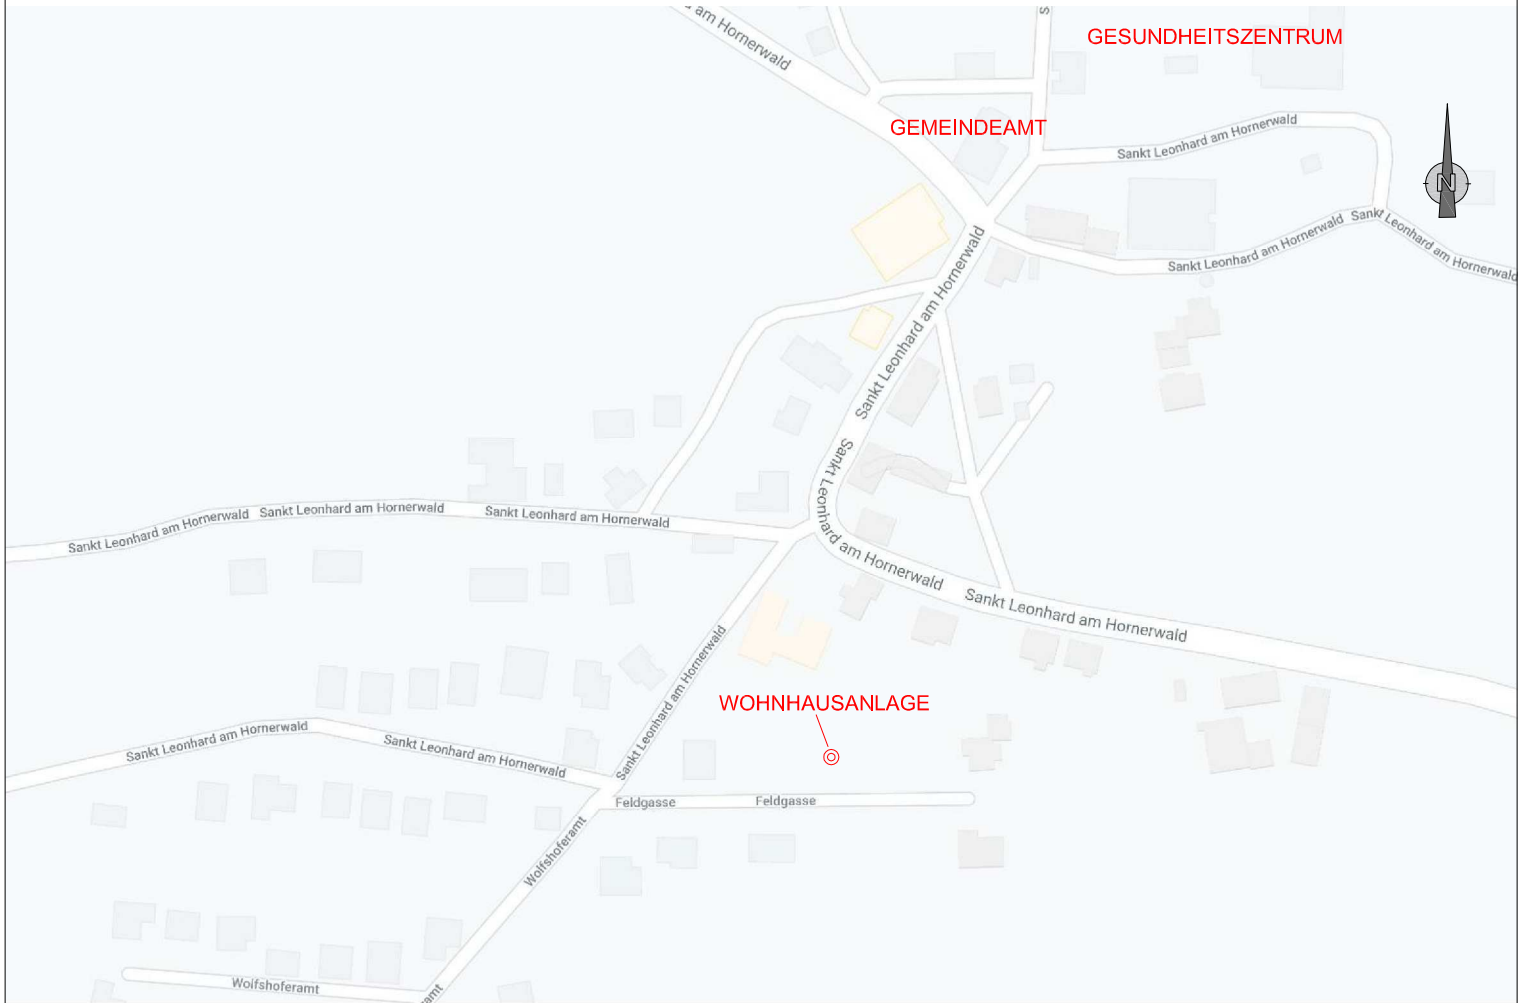 am Hornerwald
GESUNDHEITSZENTRUM
GEMEINDEAMT
Sankt Leonhard am Hornerwald
N
Sankt Leonhard am Hornerwald
Sankt Leonhard am Hornerwald
Sankt Leonhard am Hornerwald
Sankt Leonhard am Hornerwald
Sankt Leonhard am Hornerwald
Sankt Leonhard am Hornerwald
Sankt Leonhard am Hornerwald
Sankt Leonhard am Hornerwald
Sankt Leonhard am Hornerwald
Sankt Leonhard am Hornerwald
Sankt Leonhard am Hornerwald
WOHNHAUSANLAGE
Sankt Leonhard am Hornerwald
Sankt Leonhard am Hornerwald
Feldgasse
Feldgasse
Wolfshoferamt
Wolfshoferamt
amt